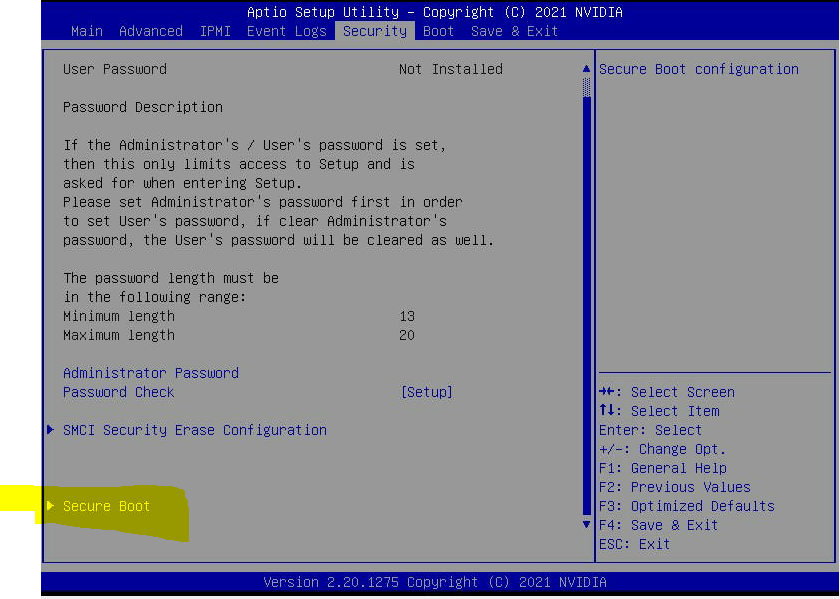 Aptio Setup Utility – Copyright (C) 2021 NVIDIA
Main Advanced IPMI Event Logs Security Boot Save & Exit
User Password Not Installed
Password Description
If the Administrator's / User's password is set,
then this only limits access to Setup and is
asked for when entering Setup.
Please set Administrator's password first in order
to set User's password, if clear Administrator's
password, the User's password will be cleared as well.
The password length must be
in the following range:
Minimum length 13
Maximum length 20
Administrator Password
Password Check [Setup]
SMCI Security Erase Configuration
Secure Boot
Secure Boot configuration
→←: Select Screen
↑↓: Select Item
Enter: Select
+/-: Change Opt.
F1: General Help
F2: Previous Values
F3: Optimized Defaults
F4: Save & Exit
ESC: Exit
Version 2.20.1275 Copyright (C) 2021 NVIDIA